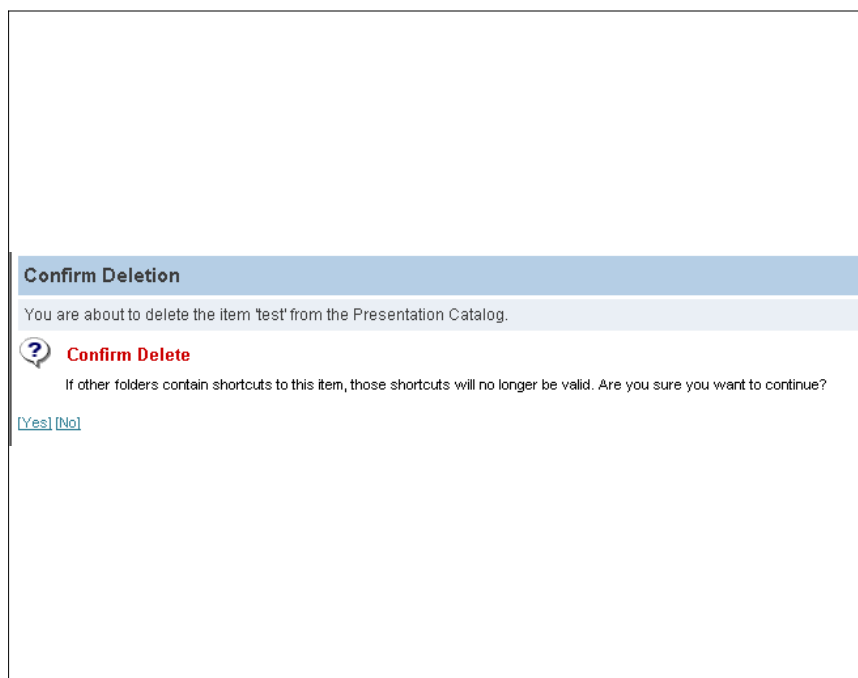 Confirm Deletion
You are about to delete the item 'test' from the Presentation Catalog.
Confirm Delete
If other folders contain shortcuts to this item, those shortcuts will no longer be valid. Are you sure you want to continue?
[Yes] [No]